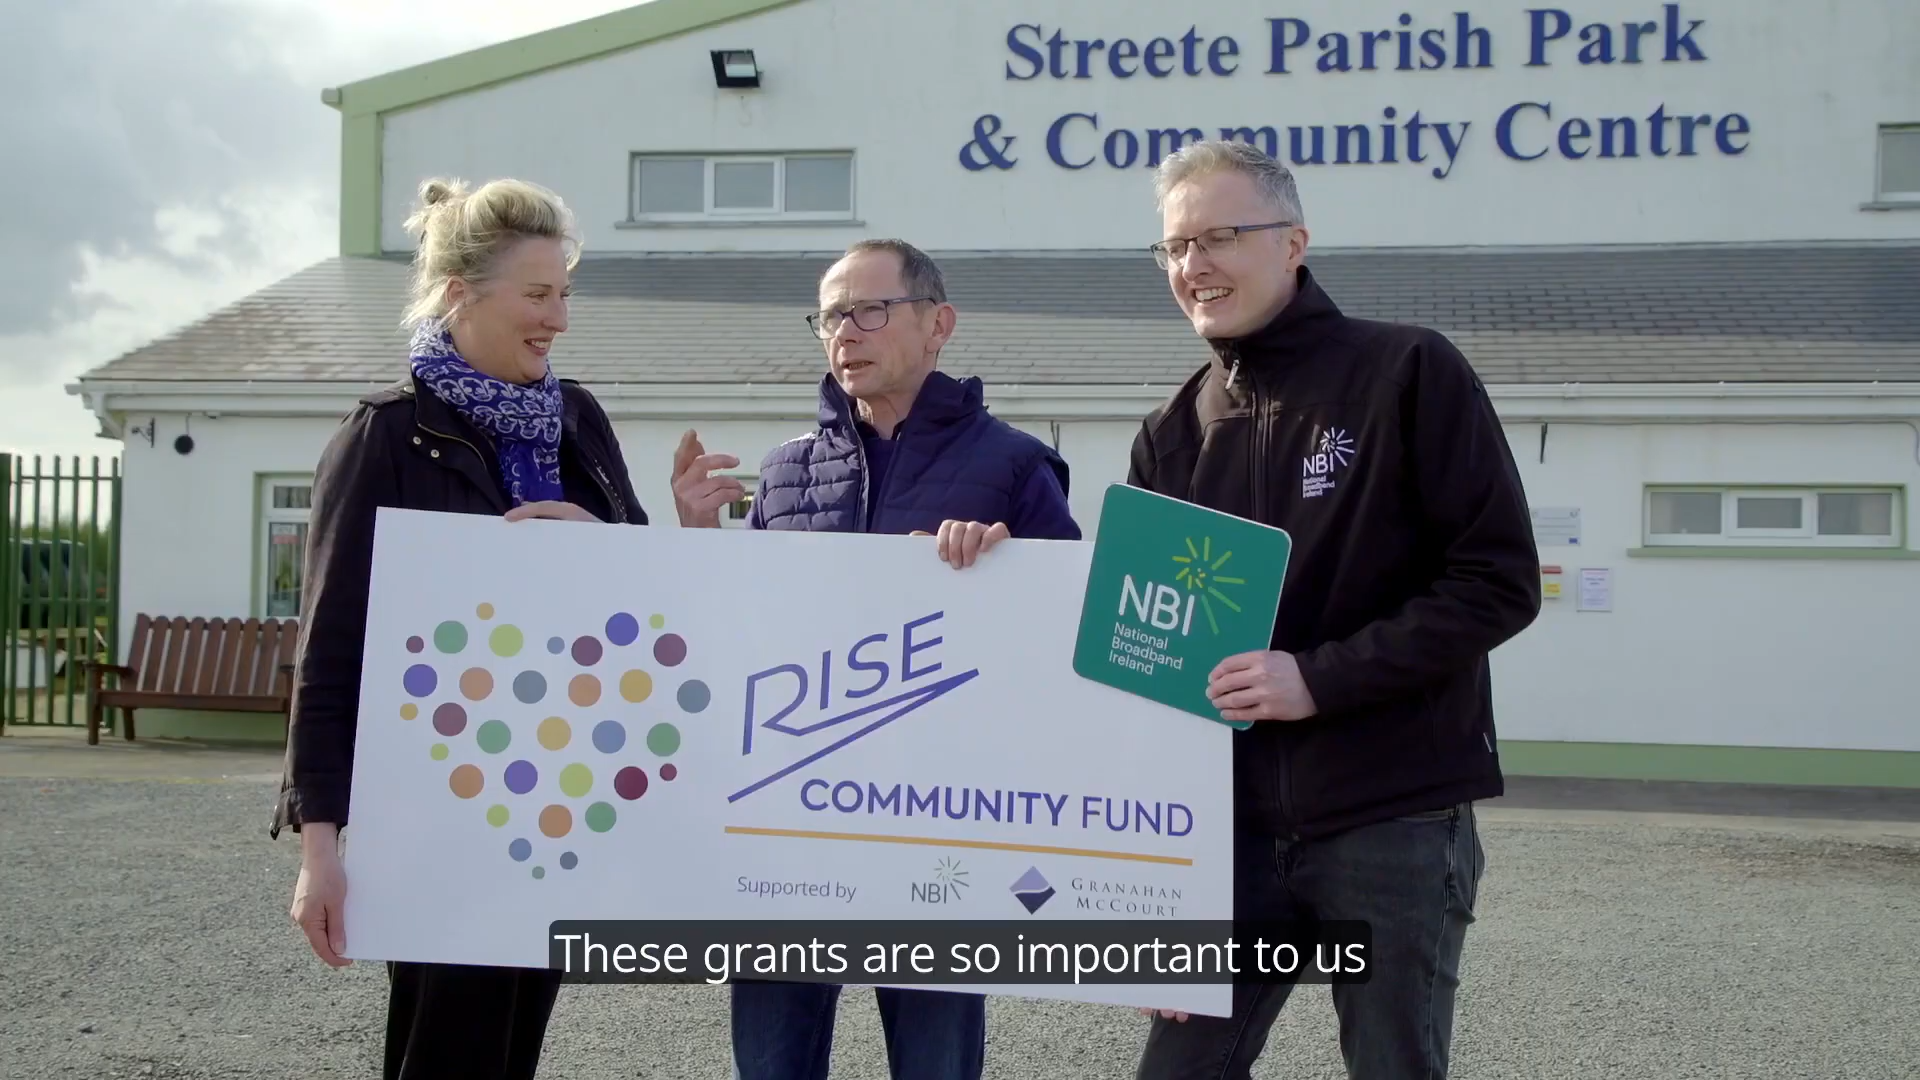 Streete Parish Park
& Community Centre
NBI
National
Broadband
Ireland
NBI
National
Broadband
Ireland
RISE
COMMUNITY FUND
Supported by
NBI
GRANAHAN
MCCOURT
These grants are so important to us